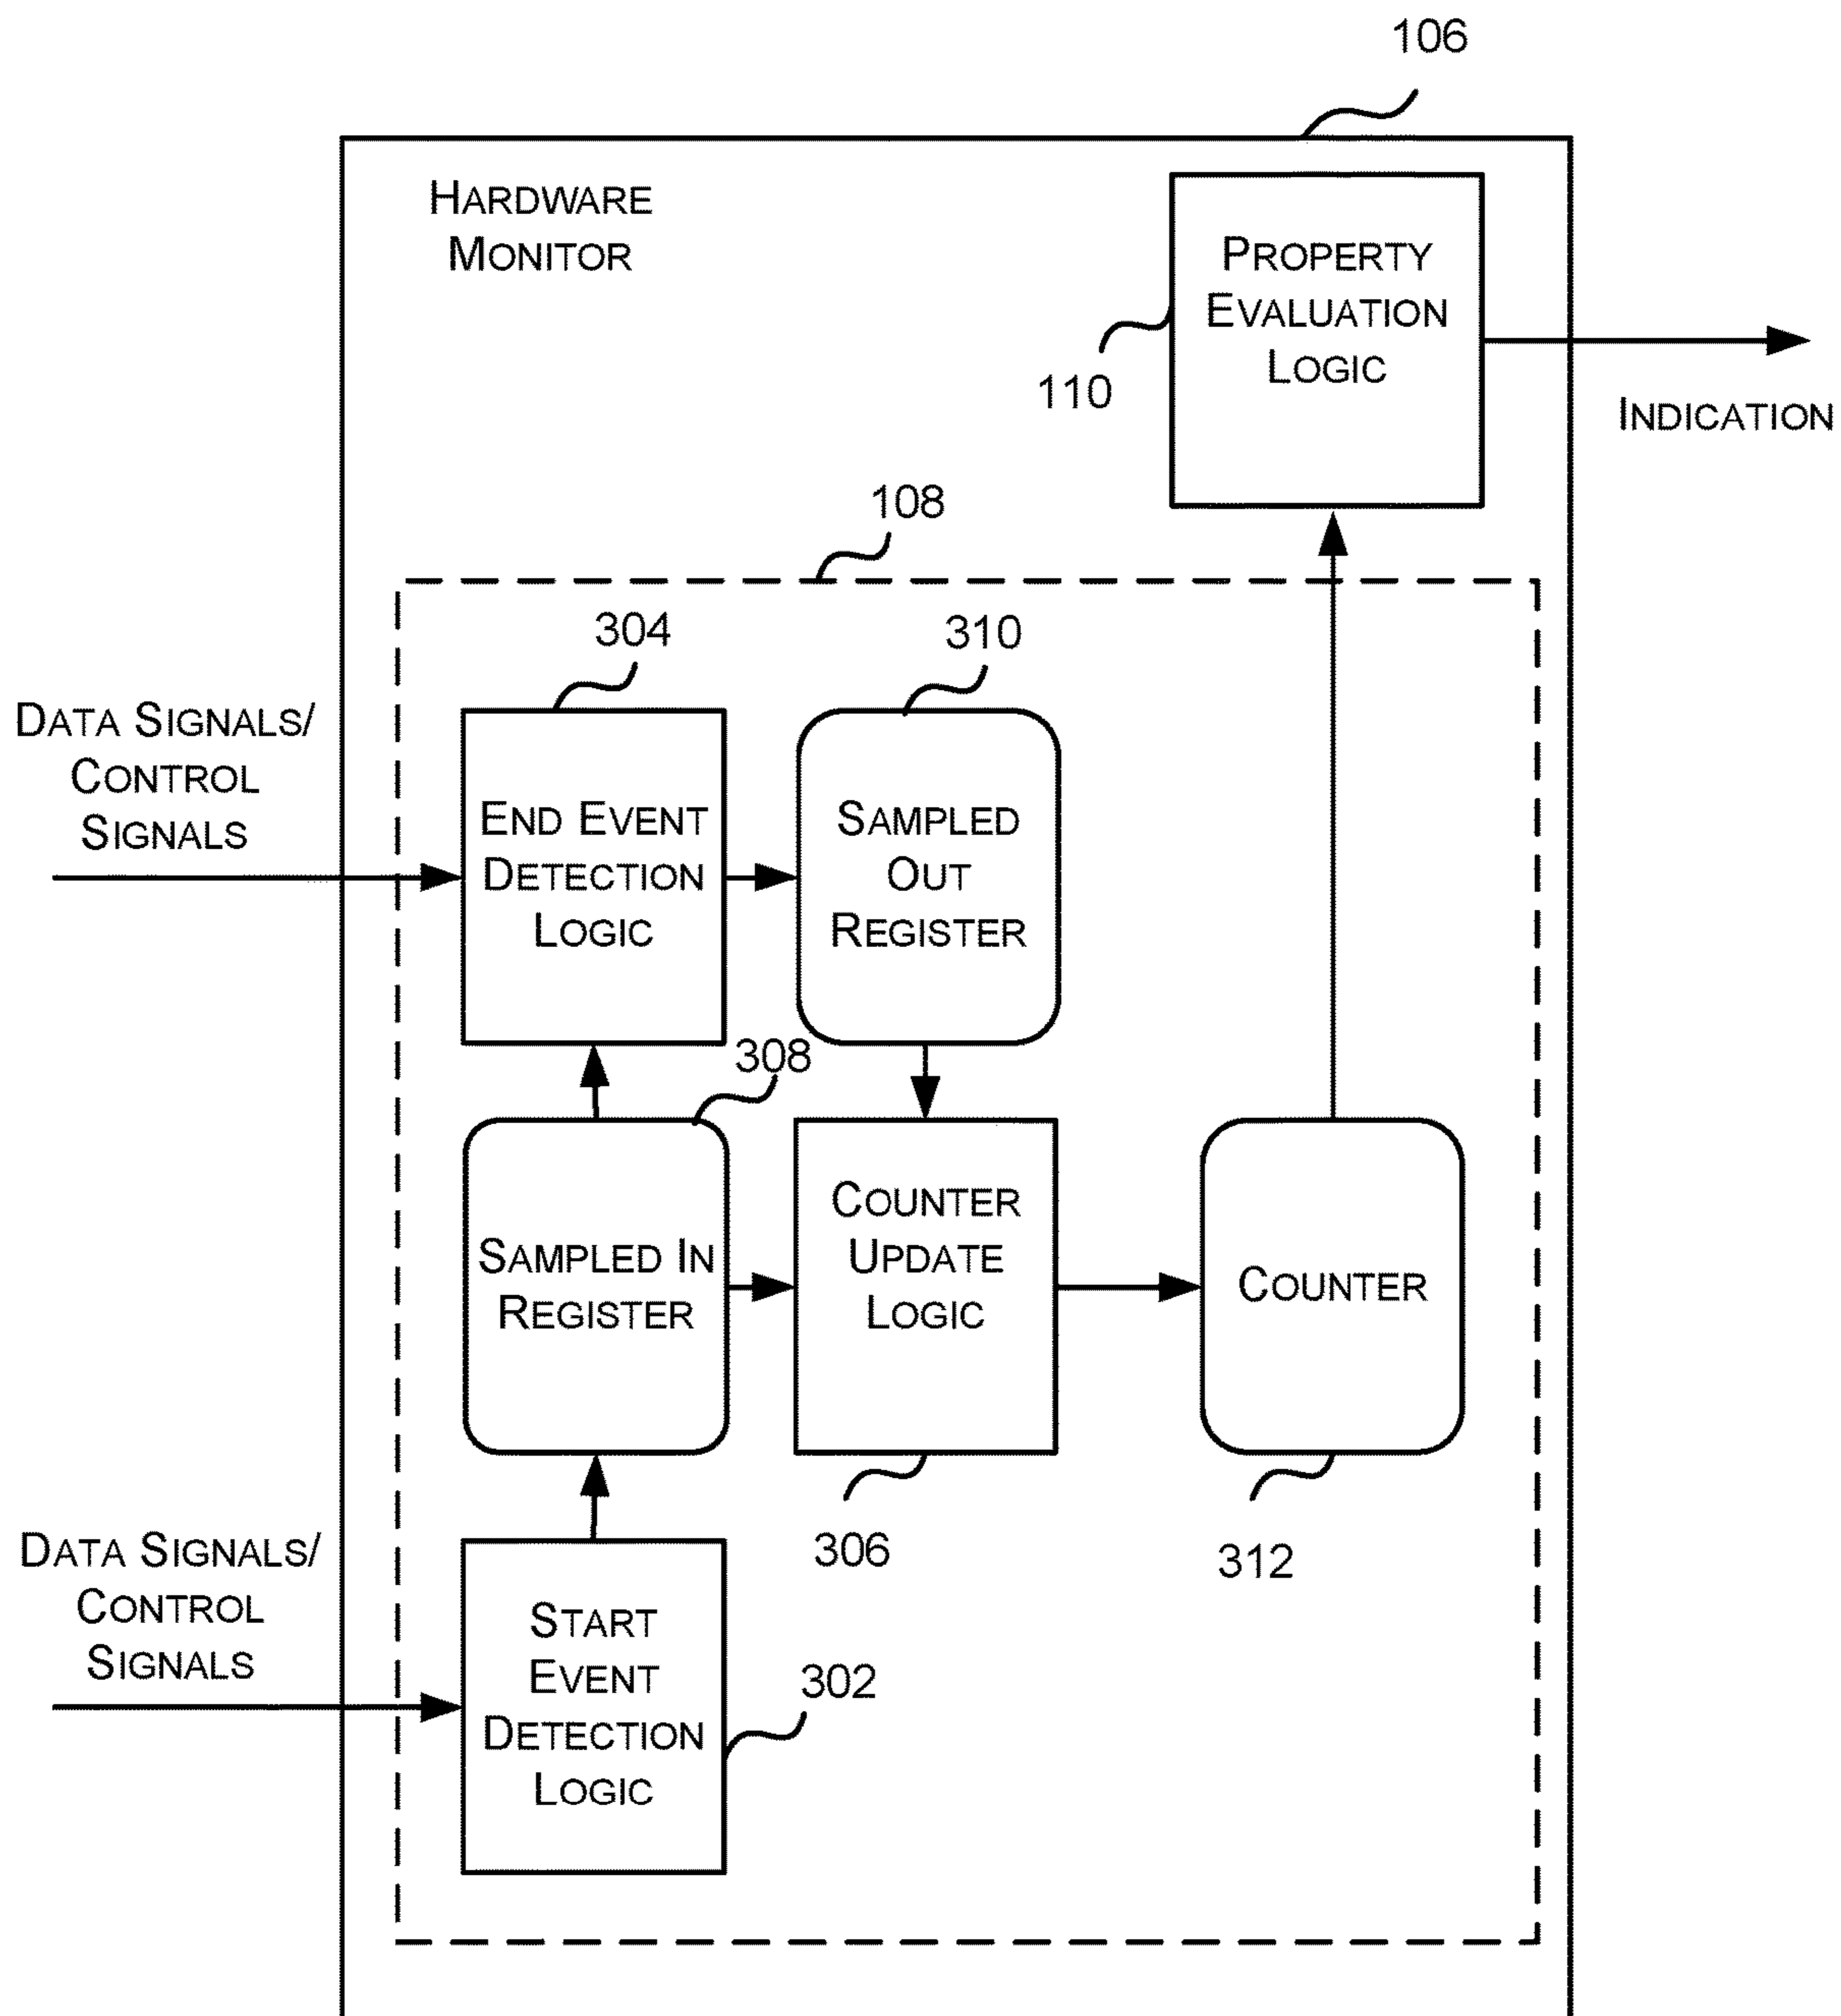 106
HARDWARE
MONITOR
PROPERTY
EVALUATION
LOGIC
110
INDICATION
108
304
310
DATA SIGNALS/
CONTROL
SIGNALS
END EVENT
DETECTION
LOGIC
SAMPLED
OUT
REGISTER
308
SAMPLED IN
REGISTER
COUNTER
UPDATE
LOGIC
COUNTER
306
312
DATA SIGNALS/
CONTROL
SIGNALS
START
EVENT
DETECTION
LOGIC
302